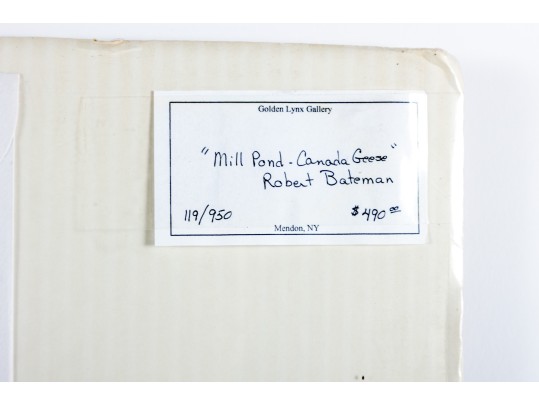 Golden Lynx Gallery
"Mill Pond - Canada Geese"
Robert Bateman
119/950 $490.00
Mendon, NY